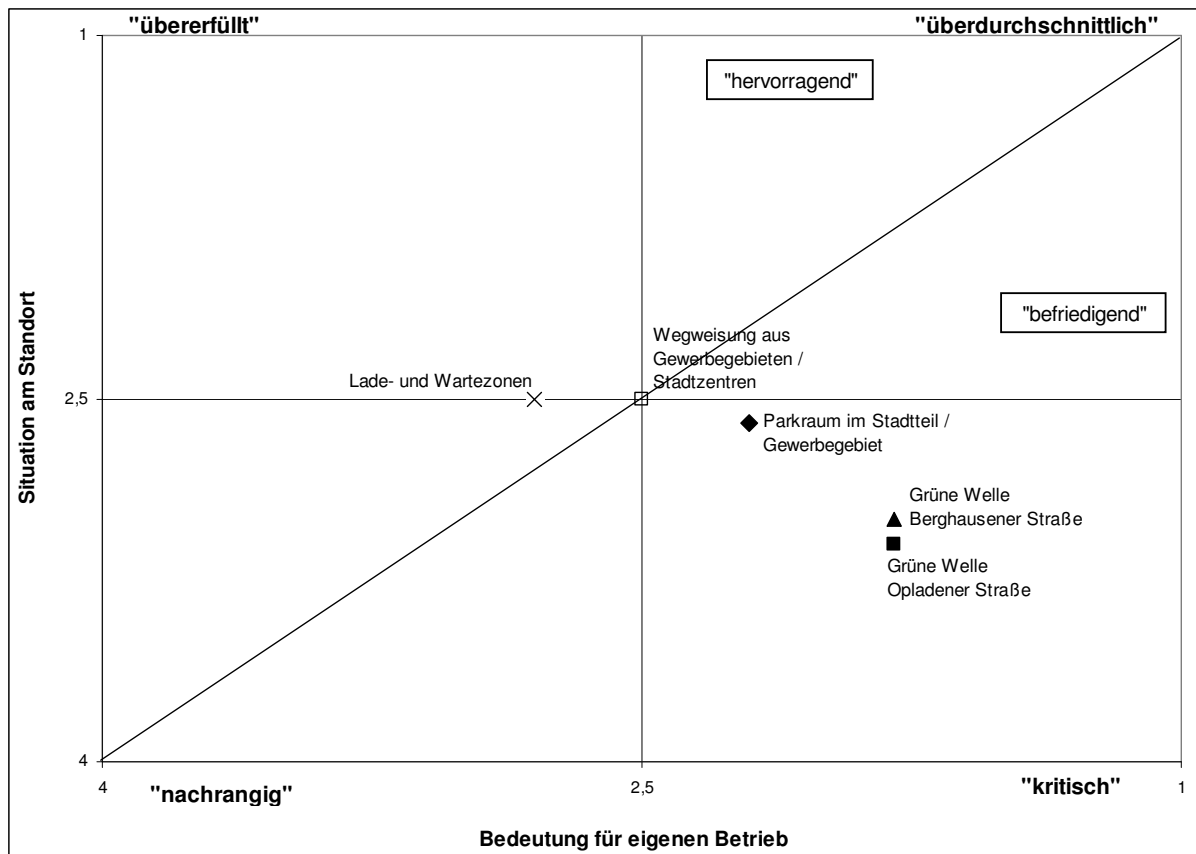 "übererfüllt"
"überdurchschnittlich"
1
"hervorragend"
"befriedigend"
Situation am Standort
Wegweisung aus
Gewerbegebieten /
Stadtzentren
Lade- und Wartezonen
2,5
Parkraum im Stadtteil /
Gewerbegebiet
Grüne Welle
Berghausener Straße
Grüne Welle
Opladener Straße
4
4
"nachrangig"
2,5
"kritisch"
1
Bedeutung für eigenen Betrieb